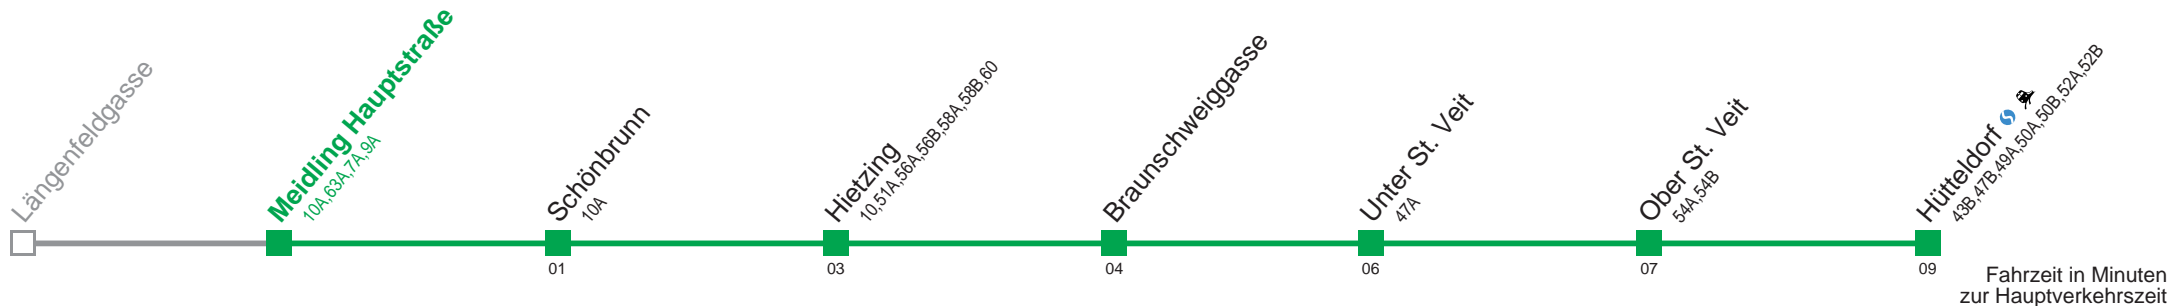 Längenfeldgasse
Meidling Hauptstraße
10A,63A,7A,9A
Schönbrunn
10A
Hietzing
10,51A,56A,56B,58A,58B,60
Braunschweiggasse
Unter St. Veit
47A
Ober St. Veit
54A,54B
Hütteldorf
43B,47B,49A,50A,50B,52A,52B
01
03
04
06
07
09
Fahrzeit in Minuten
zur Hauptverkehrszeit